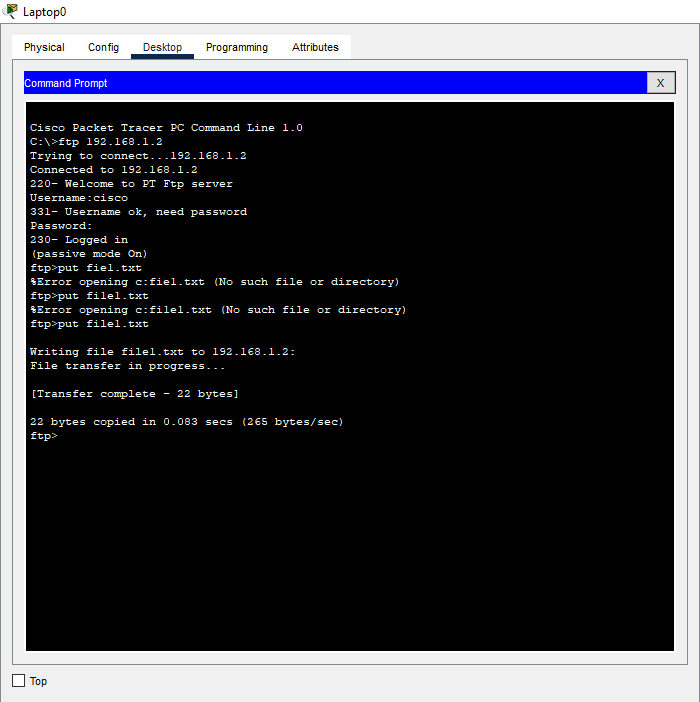 Laptop0
Physical Config Desktop Programming Attributes
Command Prompt X
Cisco Packet Tracer PC Command Line 1.0
C:\>ftp 192.168.1.2
Trying to connect...192.168.1.2
Connected to 192.168.1.2
220- Welcome to PT Ftp server
Username:cisco
331- Username ok, need password
Password:
230- Logged in
(passive mode On)
ftp>put fie1.txt
%Error opening c:fie1.txt (No such file or directory)
ftp>put file1.txt
%Error opening c:file1.txt (No such file or directory)
ftp>put file1.txt
Writing file file1.txt to 192.168.1.2:
File transfer in progress...
[Transfer complete - 22 bytes]
22 bytes copied in 0.083 secs (265 bytes/sec)
ftp>
Top